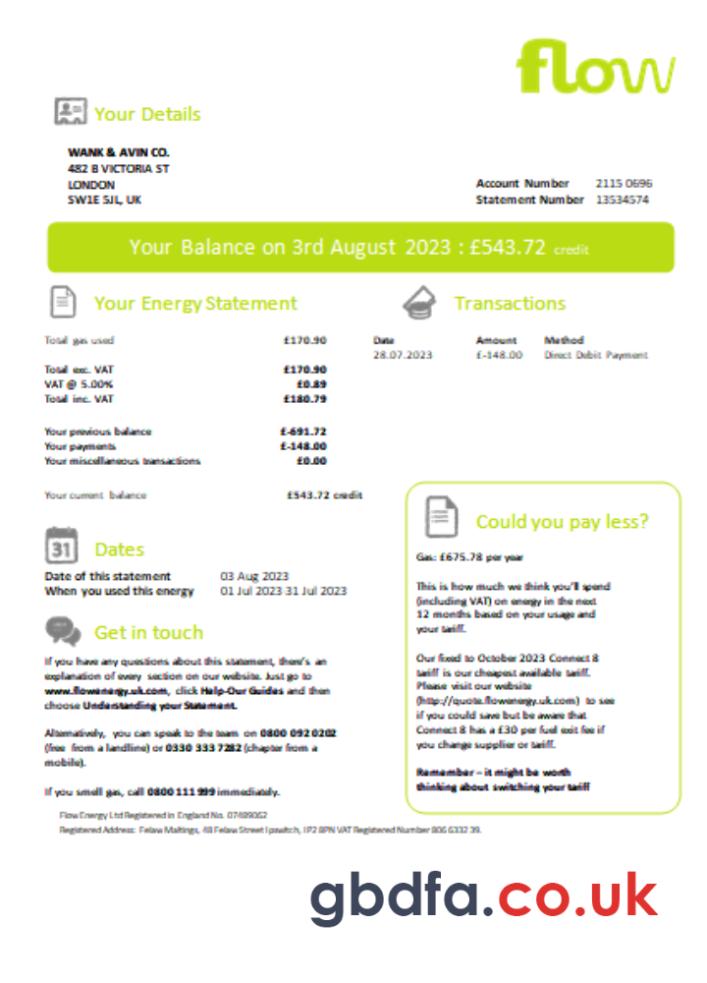 flow
Your Details
WANK & AVIN CO.
482 B VICTORIA ST
LONDON
SW1E 5JL, UK
Account Number 2115 0696
Statement Number 13534574
Your Balance on 3rd August 2023 : £543.72 credit
Your Energy Statement
Total gas used £170.90
Total exc. VAT £170.90
VAT @ 5.00% £0.89
Total inc. VAT £180.79
Your previous balance £-691.72
Your payments £-148.00
Your miscellaneous transactions £0.00
Your current balance £543.72 credit
Transactions
Date Amount Method
28.07.2023 £-148.00 Direct Debit Payment
31 Dates
Date of this statement 03 Aug 2023
When you used this energy 01 Jul 2023 31 Jul 2023
Get in touch
If you have any questions about this statement, there's an
explanation of every section on our website. Just go to
www.flowenergy.uk.com, click Help-Our Guides and then
choose Understanding your Statement.
Alternatively, you can speak to the team on 0800 092 0202
(free from a landline) or 0330 333 7282 (chapter from a
mobile).
If you smell gas, call 0800 111 999 immediately.
Could you pay less?
Gas: £675.78 per year
This is how much we think you'll spend
(including VAT) on energy in the next
12 months based on your usage and
your tariff.
Our fixed to October 2023 Connect 8
tariff is our cheapest available tariff.
Please visit our website
(http://quote.flowenergy.uk.com) to see
if you could save but be aware that
Connect 8 has a £30 per fuel exit fee if
you change supplier or tariff.
Remember – it might be worth
thinking about switching your tariff
Flow Energy Ltd Registered in England No. 07489062
Registered Address: Felaw Maltings, 48 Felaw Street Ipswitch, IP2 8PN VAT Registered Number 806 6332 39.
gbdfa.co.uk